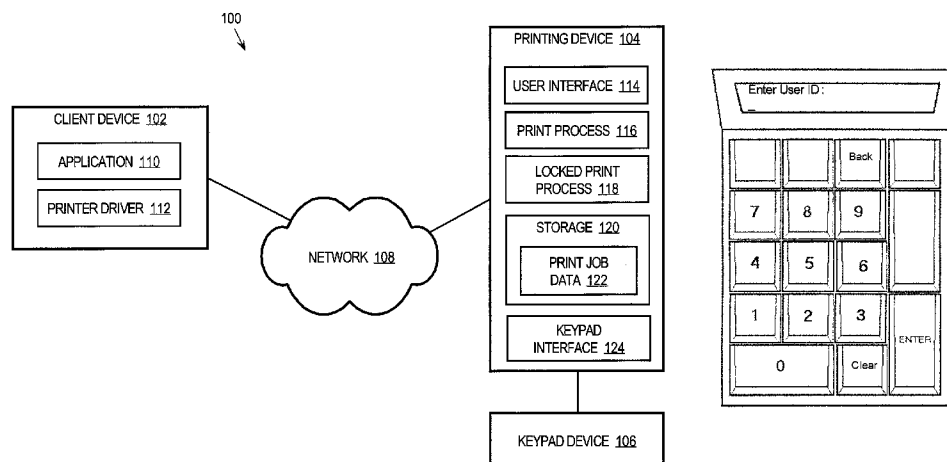 100
CLIENT DEVICE 102
APPLICATION 110
PRINTER DRIVER 112
NETWORK 108
PRINTING DEVICE 104
USER INTERFACE 114
PRINT PROCESS 116
LOCKED PRINT
PROCESS 118
STORAGE 120
PRINT JOB
DATA 122
KEYPAD
INTERFACE 124
KEYPAD DEVICE 106
Enter User ID:
_
Back
7 8 9
4 5 6
1 2 3
ENTER
0 Clear